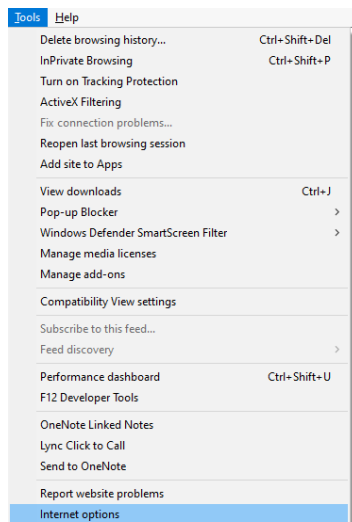 Tools Help
Delete browsing history... Ctrl+Shift+Del
InPrivate Browsing Ctrl+Shift+P
Turn on Tracking Protection
ActiveX Filtering
Fix connection problems...
Reopen last browsing session
Add site to Apps
View downloads Ctrl+J
Pop-up Blocker >
Windows Defender SmartScreen Filter >
Manage media licenses
Manage add-ons
Compatibility View settings
Subscribe to this feed...
Feed discovery >
Performance dashboard Ctrl+Shift+U
F12 Developer Tools
OneNote Linked Notes
Lync Click to Call
Send to OneNote
Report website problems
Internet options